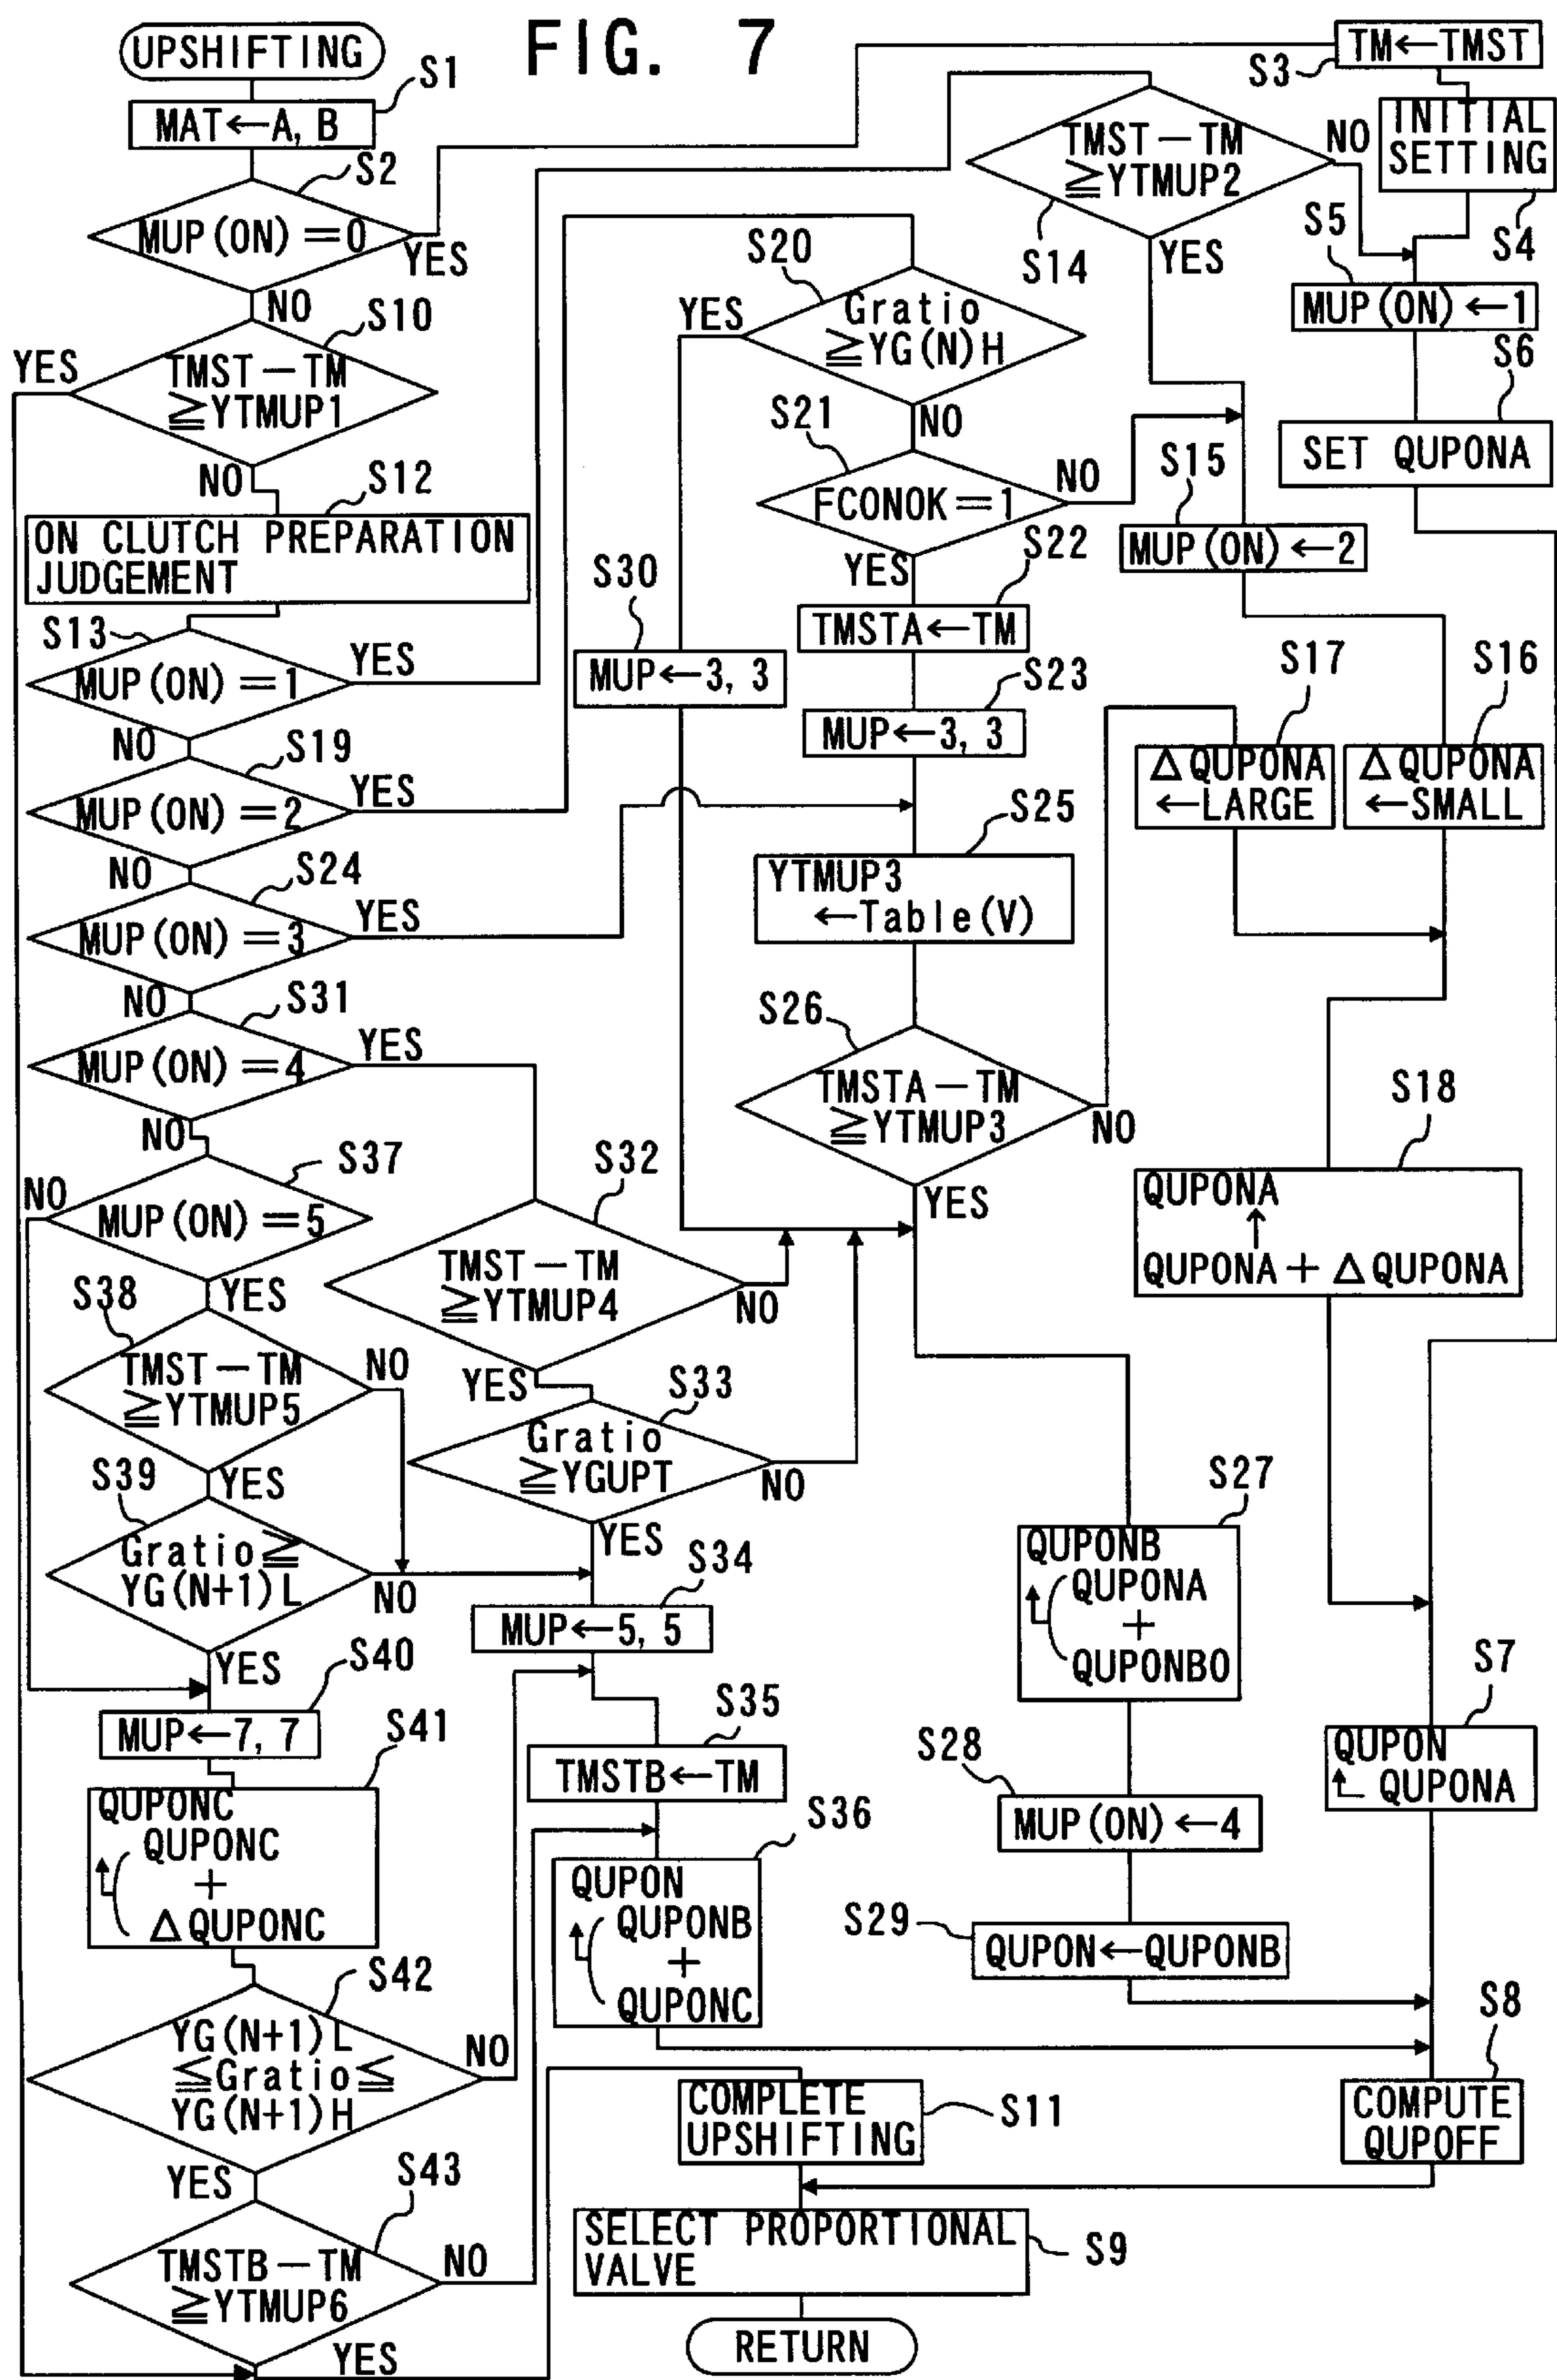 FIG. 7
UPSHIFTING
S1
MAT←A, B
S2
MUP(ON)=0
YES
NO
S10
YES
TMST−TM
≧YTMUP1
NO
S12
ON CLUTCH PREPARATION
JUDGEMENT
S13
MUP(ON)=1
YES
NO
S19
MUP(ON)=2
YES
NO
S24
MUP(ON)=3
YES
NO
S31
MUP(ON)=4
YES
NO
S37
NO
MUP(ON)=5
YES
S38
TMST−TM
≧YTMUP5
NO
YES
S39
Gratio≧
YG(N+1)L
NO
YES
S40
MUP←7, 7
S41
QUPONC
QUPONC
+
△QUPONC
S42
YG(N+1)L
≦Gratio≦
YG(N+1)H
NO
YES
S43
TMSTB−TM
≧YTMUP6
NO
YES
S32
TMST−TM
≧YTMUP4
NO
YES
S33
Gratio
≧YGUPT
NO
YES
S34
MUP←5, 5
S35
TMSTB←TM
S36
QUPON
QUPONB
+
QUPONC
S20
YES
Gratio
≧YG(N)H
NO
S21
FCONOK=1
NO
YES
S22
TMSTA←TM
S30
MUP←3, 3
S23
MUP←3, 3
S25
YTMUP3
←Table(V)
S26
TMSTA−TM
≧YTMUP3
NO
YES
S27
QUPONB
QUPONA
+
QUPONBO
S28
MUP(ON)←4
S29
QUPON←QUPONB
S3
TM←TMST
TMST−TM
≧YTMUP2
NO
S14
YES
INITIAL
SETTING
S4
S5
MUP(ON)←1
S6
SET QUPONA
S15
MUP(ON)←2
S17
△QUPONA
←LARGE
S16
△QUPONA
←SMALL
S18
QUPONA
↑
QUPONA+△QUPONA
S7
QUPON
QUPONA
S8
COMPUTE
QUPOFF
COMPLETE
UPSHIFTING
S11
SELECT PROPORTIONAL
VALVE
S9
RETURN